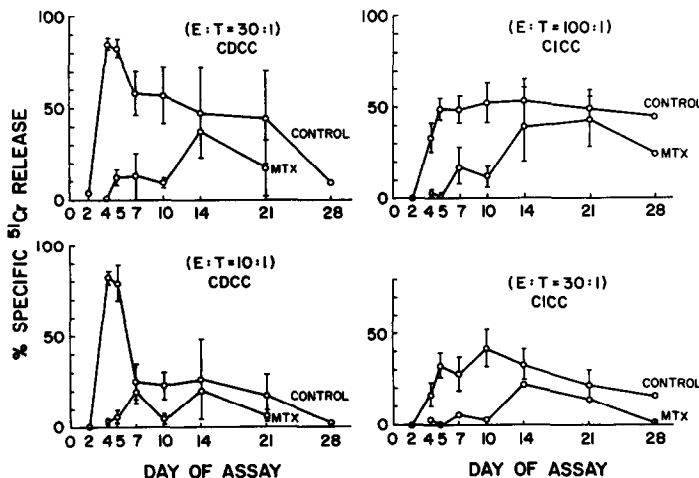 % SPECIFIC ⁵¹Cr RELEASE
(E:T=30:1)
CDCC
100
50
0
CONTROL
MTX
0 2 4 5 7 10 14 21 28
(E:T=100:1)
CICC
100
50
0
CONTROL
MTX
0 2 4 5 7 10 14 21 28
(E:T=10:1)
CDCC
100
50
0
CONTROL
MTX
0 2 4 5 7 10 14 21 28
DAY OF ASSAY
(E:T=30:1)
CICC
50
0
CONTROL
MTX
0 2 4 5 7 10 14 21 28
DAY OF ASSAY